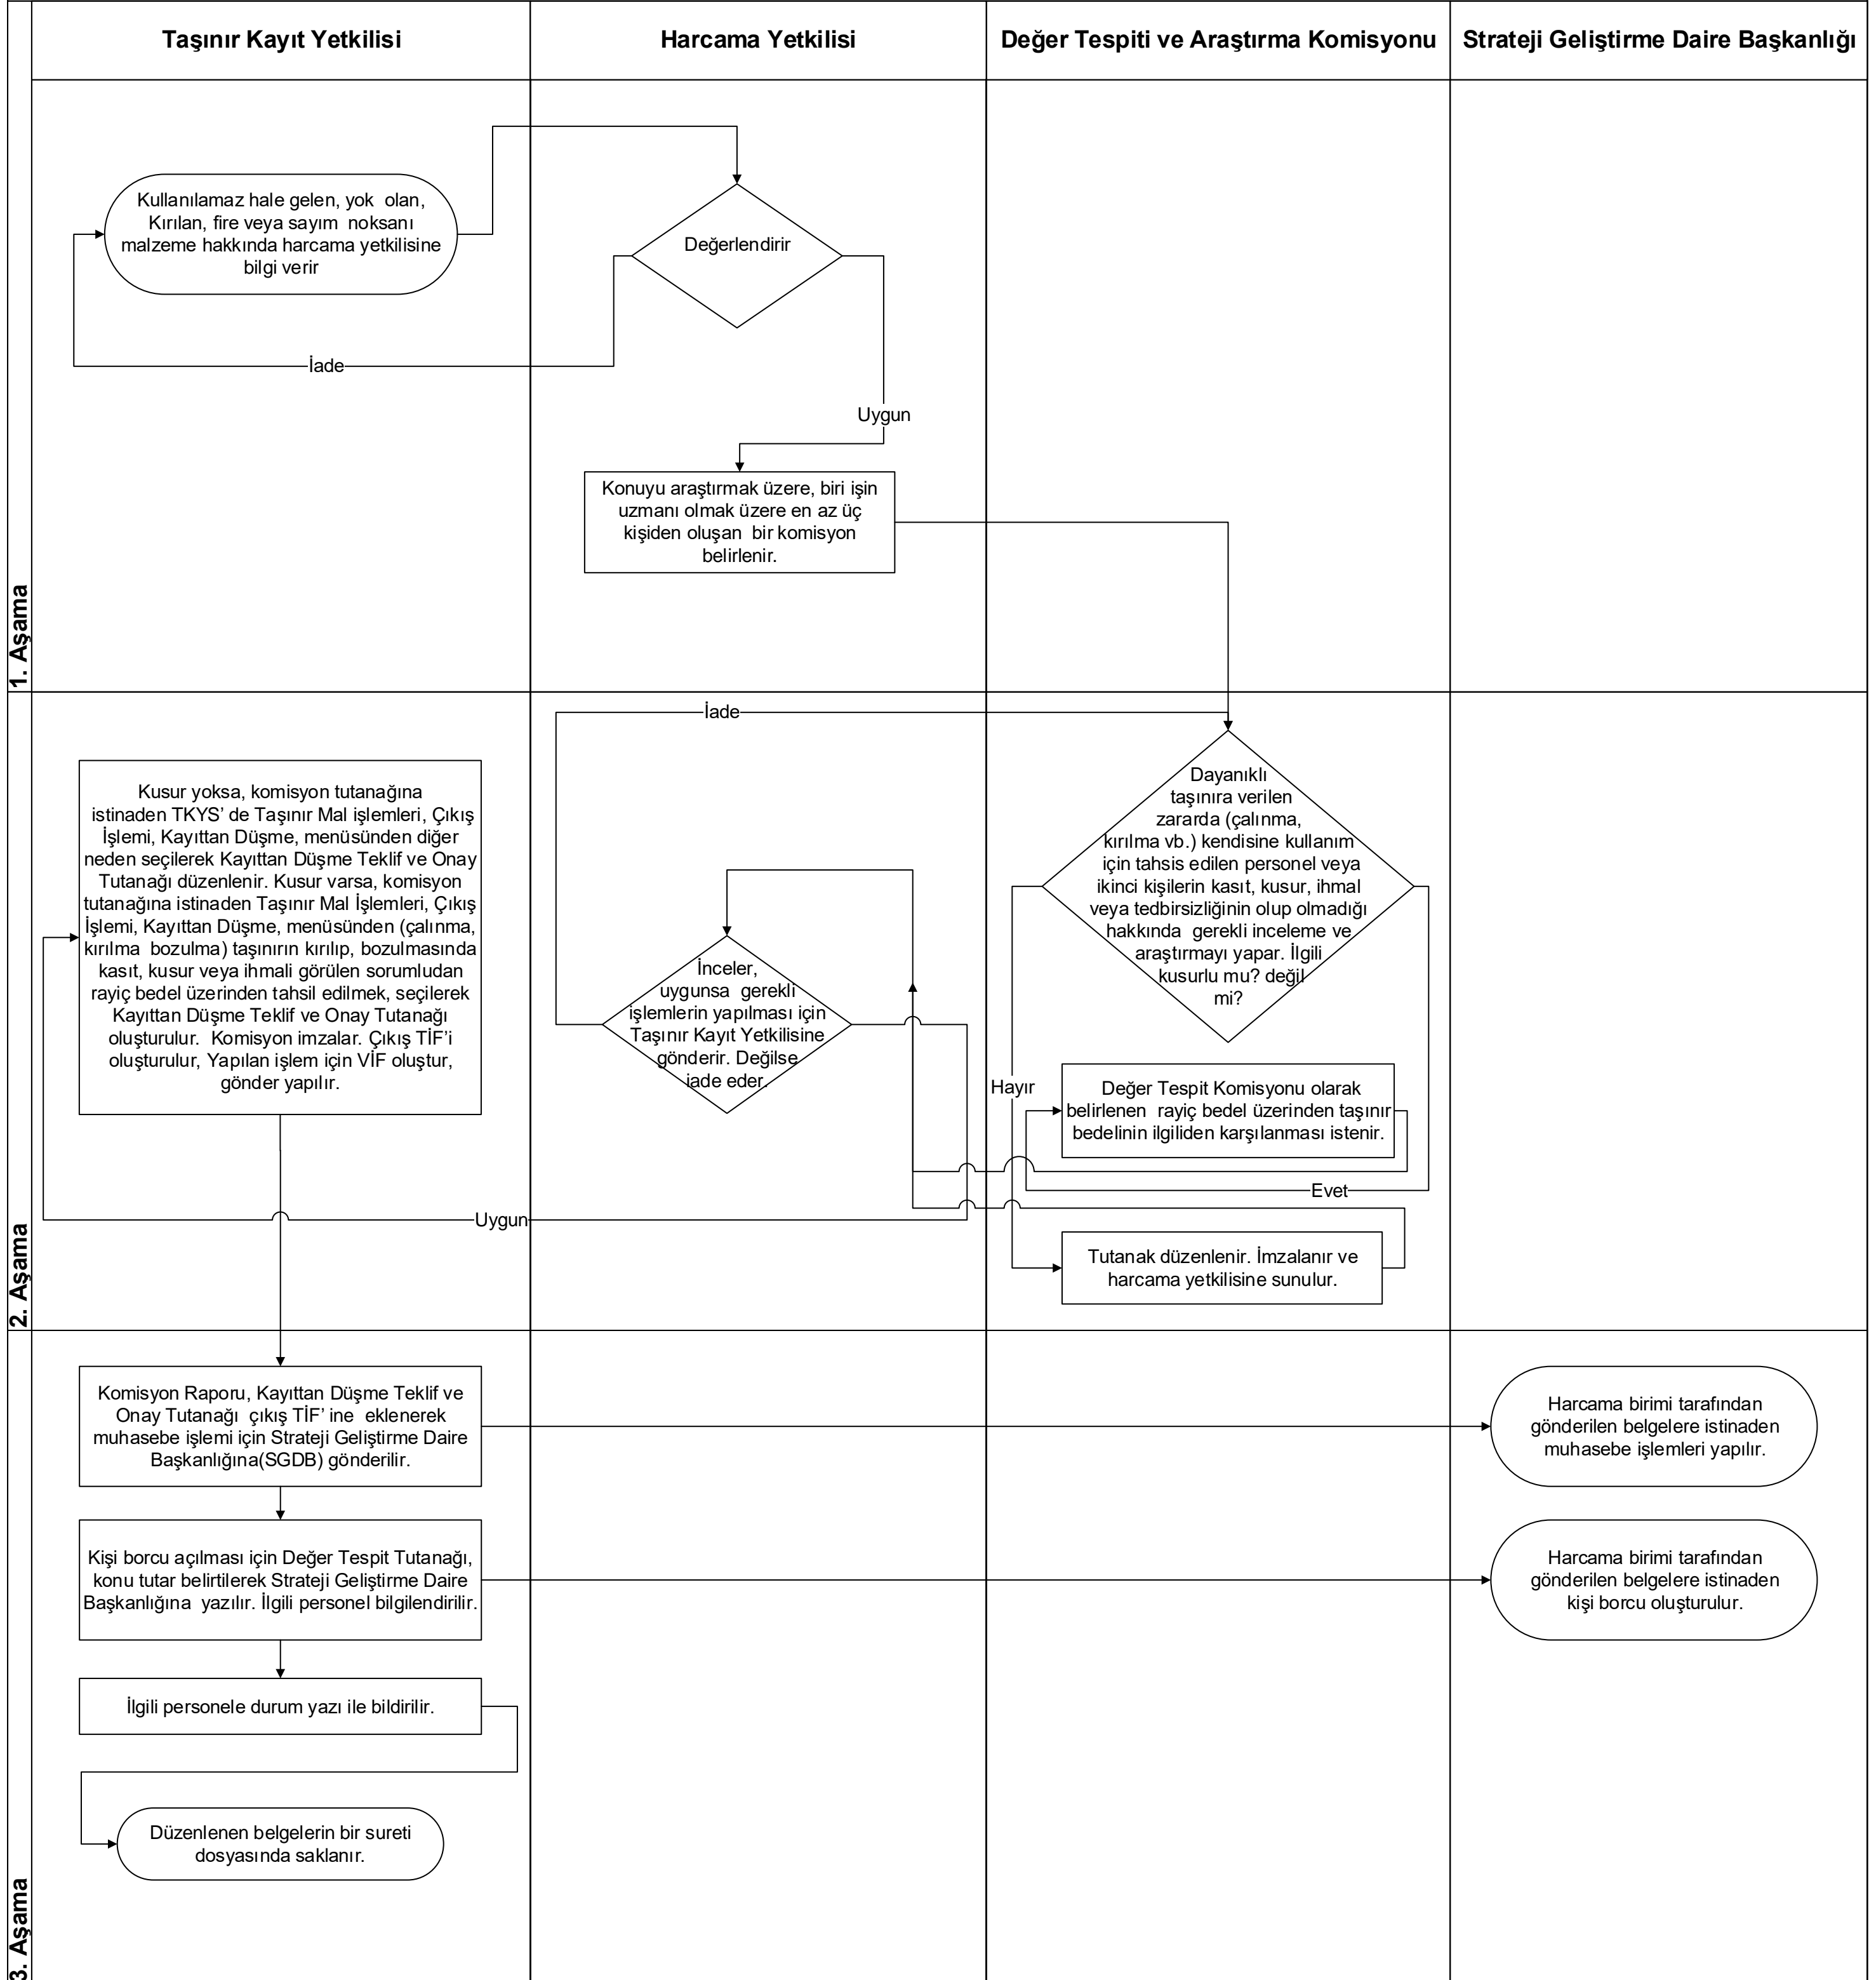 Taşınır Kayıt Yetkilisi
Harcama Yetkilisi
Değer Tespiti ve Araştırma Komisyonu
Strateji Geliştirme Daire Başkanlığı
1. Aşama
Kullanılamaz hale gelen, yok olan,
Kırılan, fire veya sayım noksanı
malzeme hakkında harcama yetkilisine
bilgi verir
Değerlendirir
İade
Uygun
Konuyu araştırmak üzere, biri işin
uzmanı olmak üzere en az üç
kişiden oluşan bir komisyon
belirlenir.
2. Aşama
İade
Kusur yoksa, komisyon tutanağına
istinaden TKYS’ de Taşınır Mal işlemleri, Çıkış
İşlemi, Kayıttan Düşme, menüsünden diğer
neden seçilerek Kayıttan Düşme Teklif ve Onay
Tutanağı düzenlenir. Kusur varsa, komisyon
tutanağına istinaden Taşınır Mal İşlemleri, Çıkış
İşlemi, Kayıttan Düşme, menüsünden (çalınma,
kırılma bozulma) taşınırın kırılıp, bozulmasında
kasıt, kusur veya ihmali görülen sorumludan
rayiç bedel üzerinden tahsil edilmek, seçilerek
Kayıttan Düşme Teklif ve Onay Tutanağı
oluşturulur. Komisyon imzalar. Çıkış TİF’i
oluşturulur, Yapılan işlem için VİF oluştur,
gönder yapılır.
İnceler,
uygunsa gerekli
işlemlerin yapılması için
Taşınır Kayıt Yetkilisine
gönderir. Değilse
iade eder.
Dayanıklı
taşınıra verilen
zararda (çalınma,
kırılma vb.) kendisine kullanım
için tahsis edilen personel veya
ikinci kişilerin kasıt, kusur, ihmal
veya tedbirsizliğinin olup olmadığı
hakkında gerekli inceleme ve
araştırmayı yapar. İlgili
kusurlu mu? değil
mi?
Hayır
Değer Tespit Komisyonu olarak
belirlenen rayiç bedel üzerinden taşınır
bedelinin ilgiliden karşılanması istenir.
Evet
Uygun
Tutanak düzenlenir. İmzalanır ve
harcama yetkilisine sunulur.
3. Aşama
Komisyon Raporu, Kayıttan Düşme Teklif ve
Onay Tutanağı çıkış TİF’ ine eklenerek
muhasebe işlemi için Strateji Geliştirme Daire
Başkanlığına(SGDB) gönderilir.
Harcama birimi tarafından
gönderilen belgelere istinaden
muhasebe işlemleri yapılır.
Kişi borcu açılması için Değer Tespit Tutanağı,
konu tutar belirtilerek Strateji Geliştirme Daire
Başkanlığına yazılır. İlgili personel bilgilendirilir.
Harcama birimi tarafından
gönderilen belgelere istinaden
kişi borcu oluşturulur.
İlgili personele durum yazı ile bildirilir.
Düzenlenen belgelerin bir sureti
dosyasında saklanır.